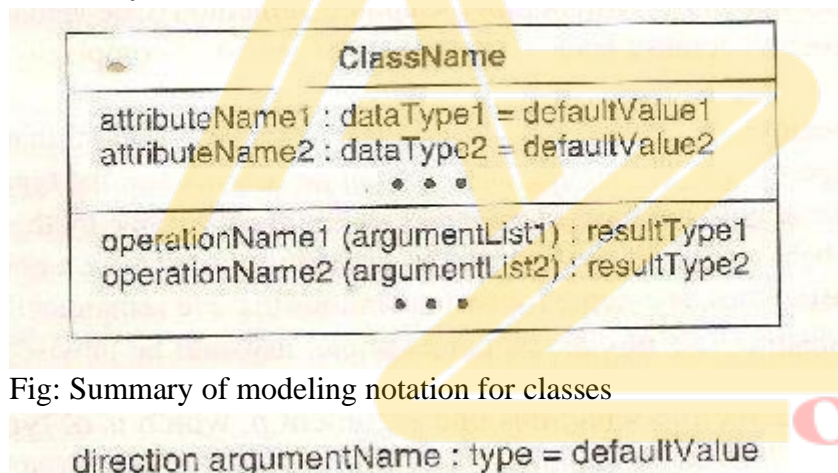 ClassName
attributeName1 : dataType1 = defaultValue1
attributeName2 : dataType2 = defaultValue2
• • •
operationName1 (argumentList1) : resultType1
operationName2 (argumentList2) : resultType2
• • •
Fig: Summary of modeling notation for classes
direction argumentName : type = defaultValue